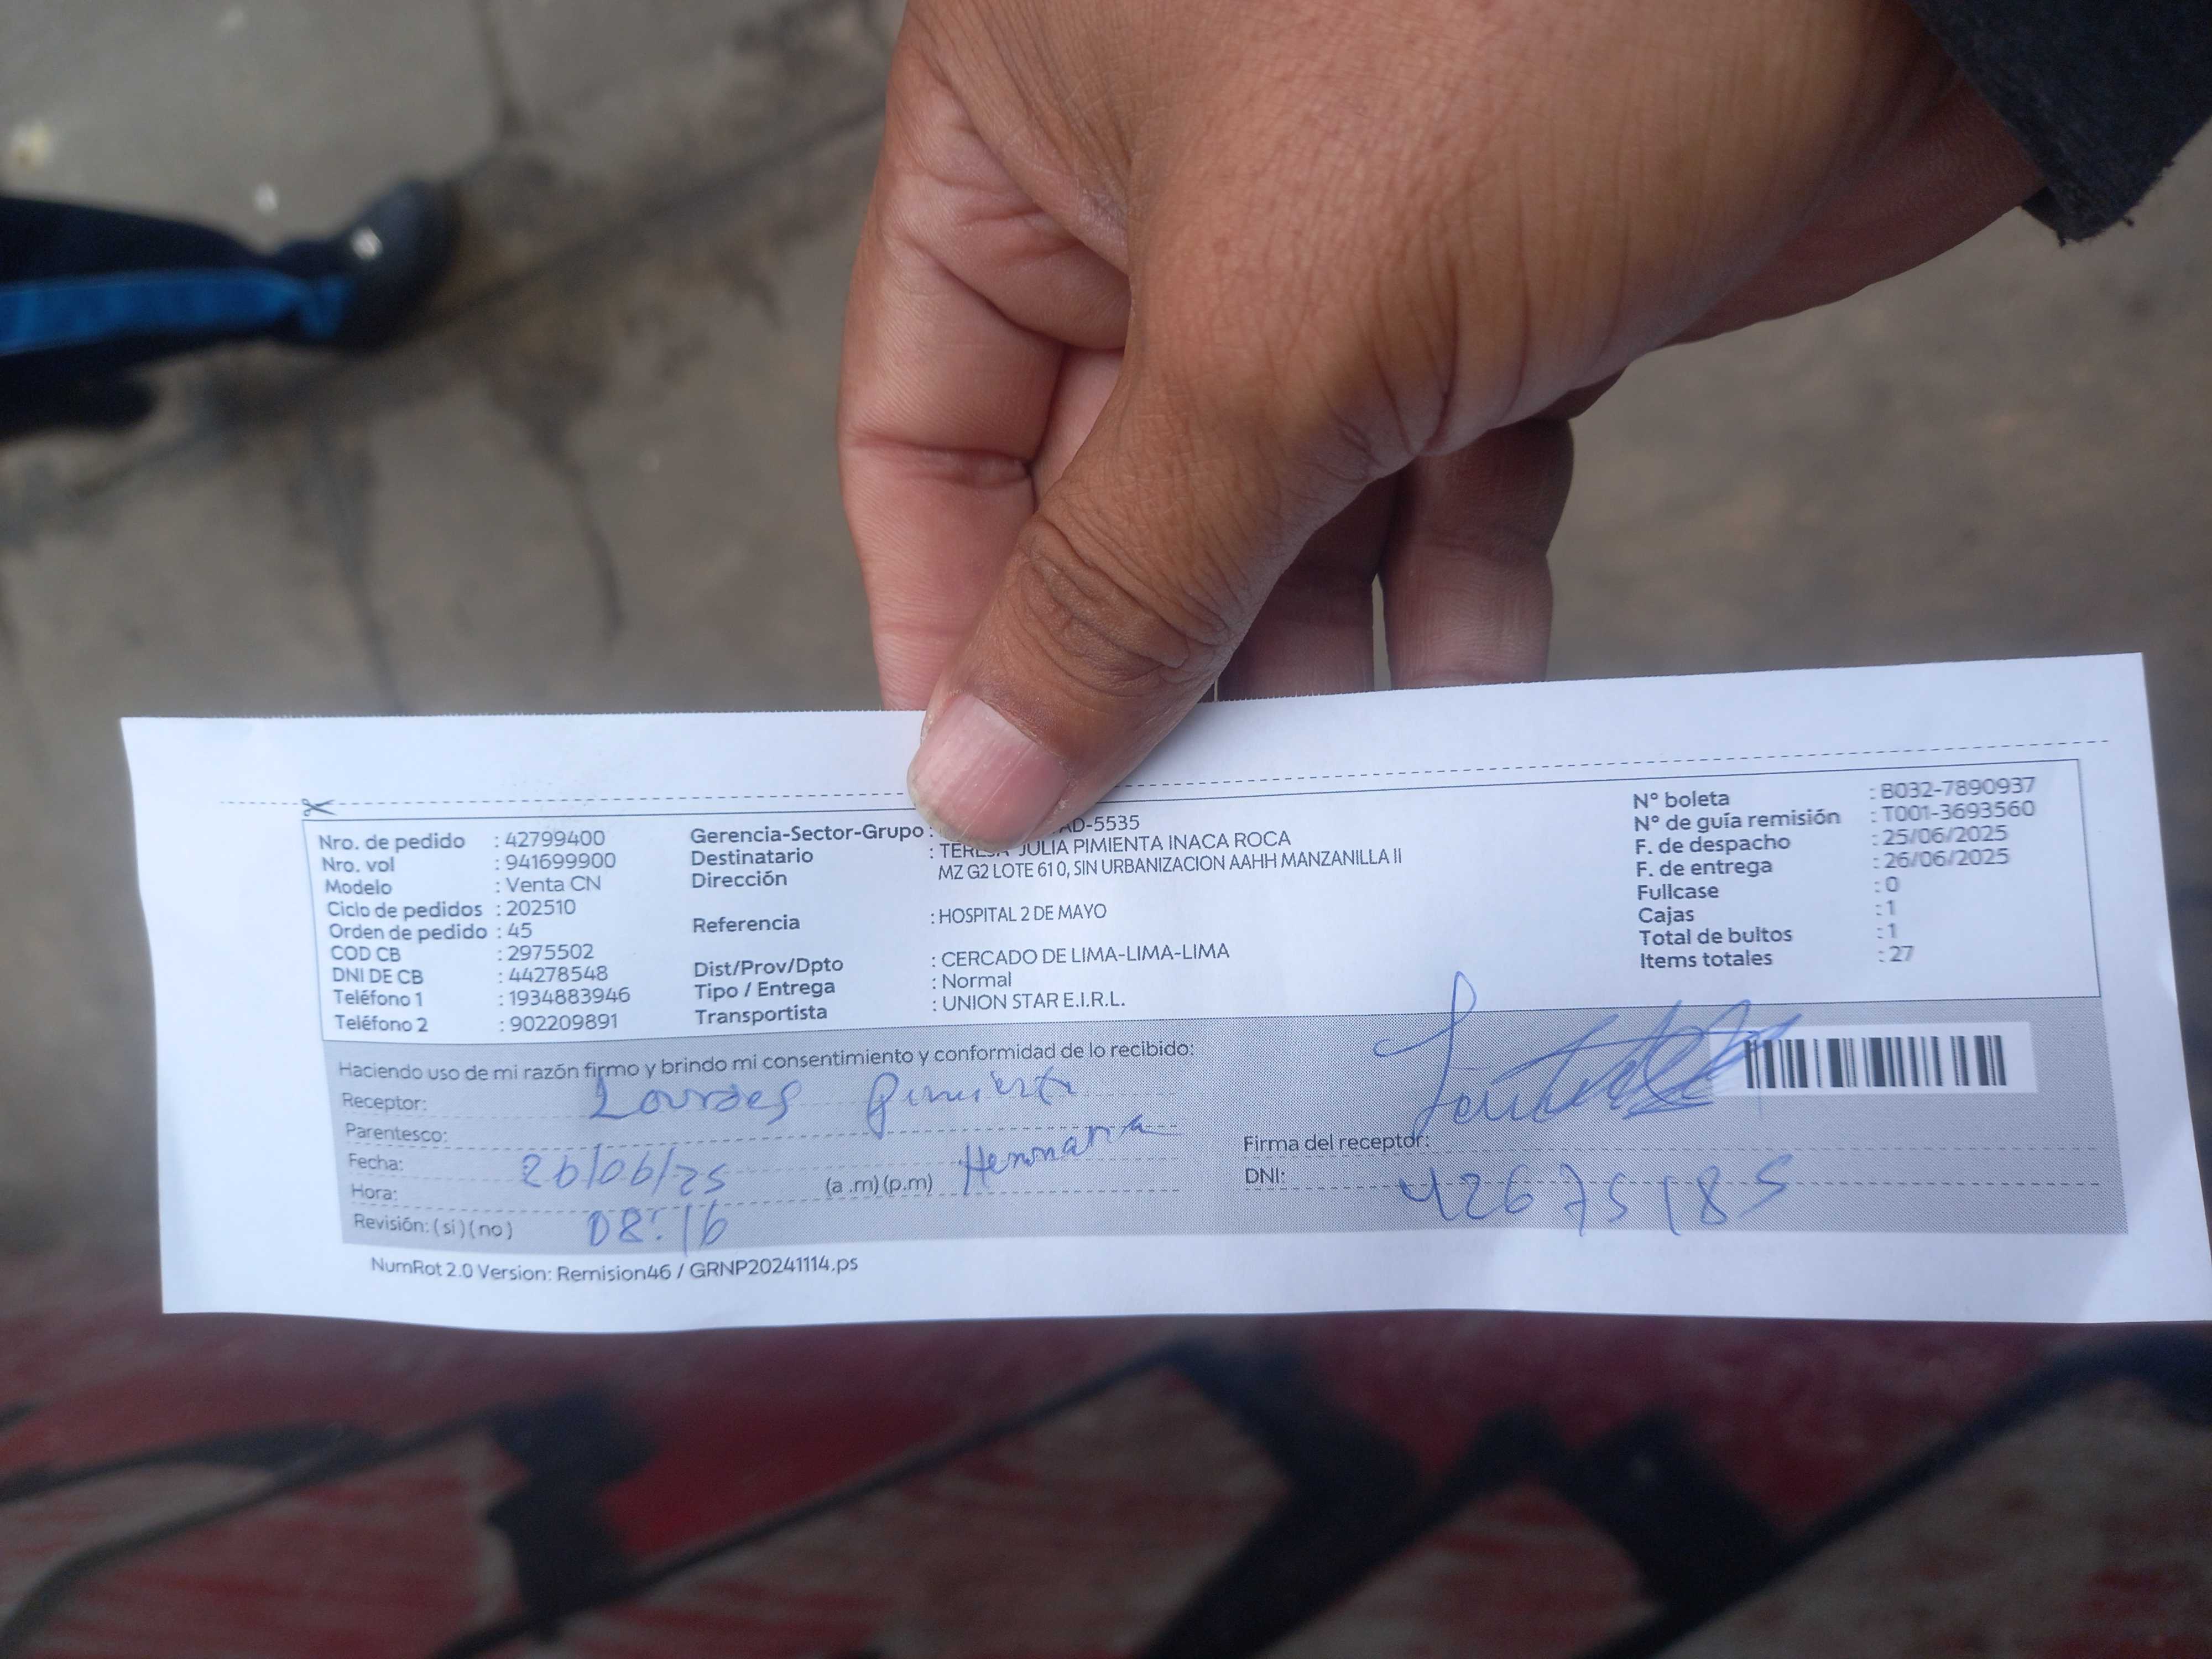 Nro. de pedido : 42799400
Nro. vol : 941699900
Modelo : Venta CN
Ciclo de pedidos : 202510
Orden de pedido : 45
COD CB : 2975502
DNI DE CB : 44278548
Teléfono 1 : 1934883946
Teléfono 2 : 902209891
Gerencia-Sector-Grupo : AD-5535
Destinatario : TERESA JULIA PIMIENTA INACA ROCA
Dirección MZ G2 LOTE 61 0, SIN URBANIZACION AAHH MANZANILLA II
Referencia : HOSPITAL 2 DE MAYO
Dist/Prov/Dpto : CERCADO DE LIMA-LIMA-LIMA
Tipo / Entrega : Normal
Transportista : UNION STAR E.I.R.L.
N° boleta : B032-7890937
N° de guía remisión : T001-3693560
F. de despacho : 25/06/2025
F. de entrega : 26/06/2025
Fullcase : 0
Cajas : 1
Total de bultos : 1
Items totales : 27
Haciendo uso de mi razón firmo y brindo mi consentimiento y conformidad de lo recibido:
Receptor: Lourdes Pimienta
Parentesco: Hermana
Fecha: 26/06/25
Hora: (a .m) (p.m)
08:16
Revisión: ( si ) ( no )
Firma del receptor:
DNI: 42675185
NumRot 2.0 Version: Remision46 / GRNP20241114.ps